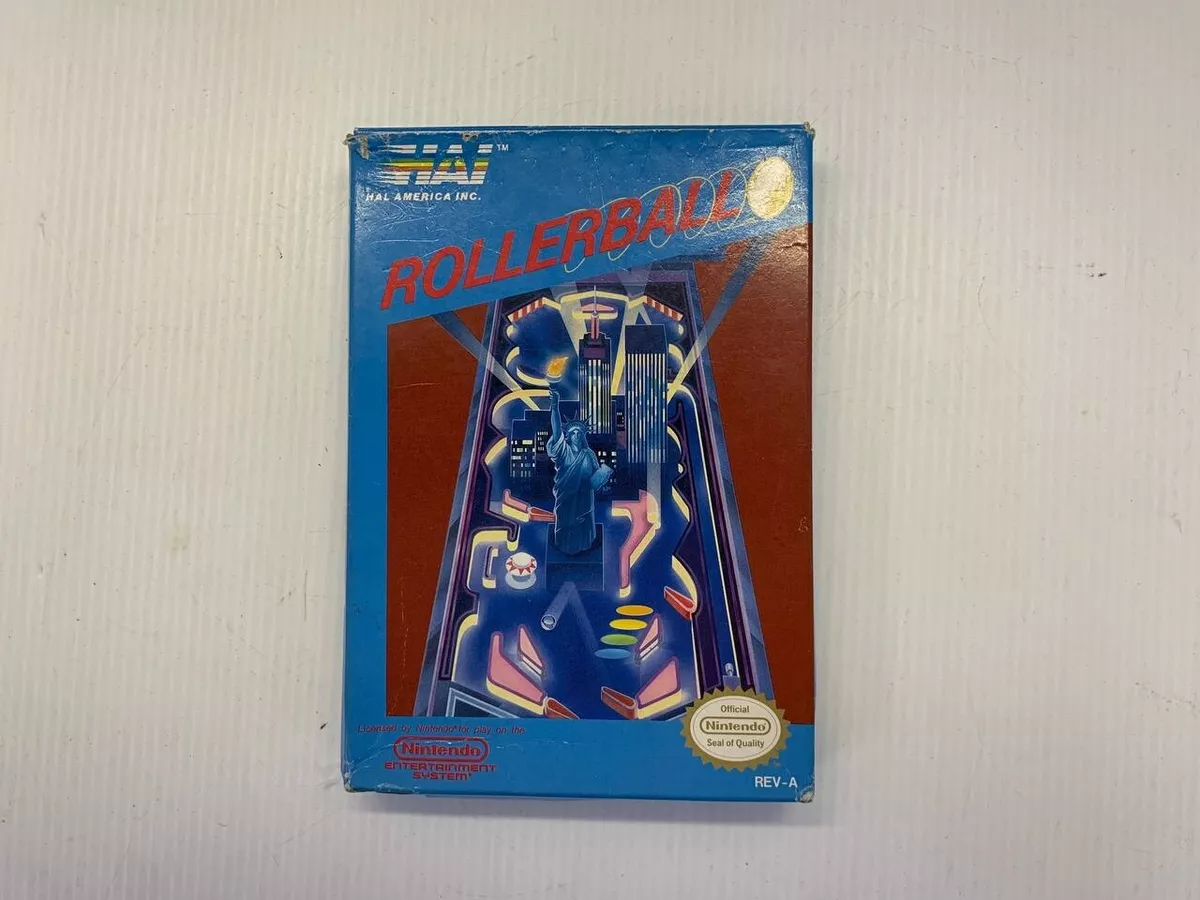 HAL™
HAL AMERICA INC.
ROLLERBALL
Licensed by Nintendo® for play on the
Nintendo®
ENTERTAINMENT
SYSTEM®
Official
Nintendo®
Seal of Quality
REV-A